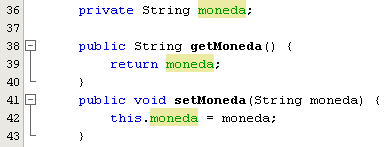 36 private String moneda;
37
38 public String getMoneda() {
39 return moneda;
40 }
41 public void setMoneda(String moneda) {
42 this.moneda = moneda;
43 }